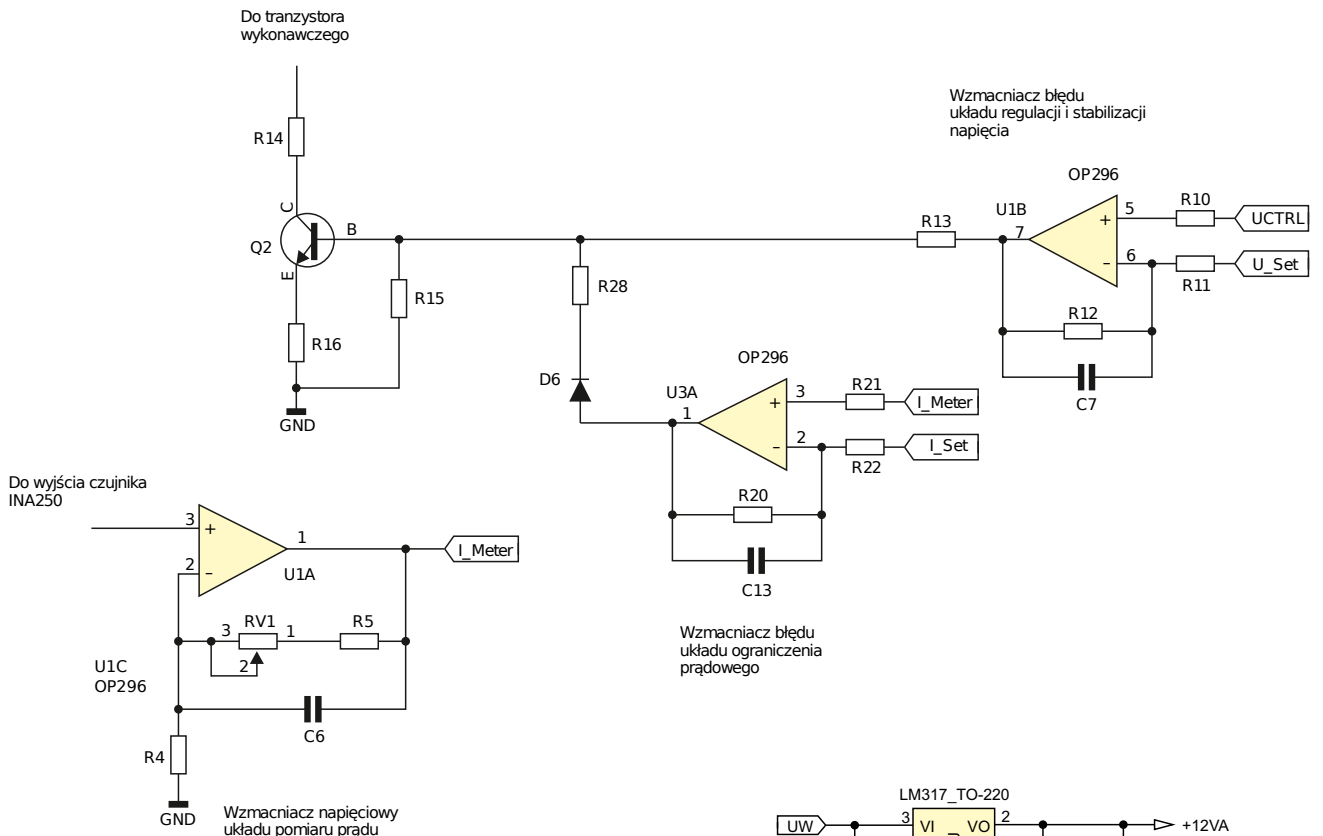 Do tranzystora
wykonawczego
Wzmacniacz błędu
układu regulacji i stabilizacji
napięcia
R14
C
Q2
B
E
R16
GND
R15
R28
D6
R13
U1B
OP296
7
+
5
–
6
R10
UCTRL
R11
U_Set
R12
C7
OP296
U3A
1
+
3
–
2
R21
I_Meter
R22
I_Set
R20
C13
Wzmacniacz błędu
układu ograniczenia
prądowego
Do wyjścia czujnika
INA250
3
+
2
–
1
U1A
I_Meter
3
RV1
1
R5
2
U1C
OP296
C6
R4
GND
Wzmacniacz napięciowy
układu pomiaru prądu
LM317_TO-220
UW
3
VI
VO
2
+12VA